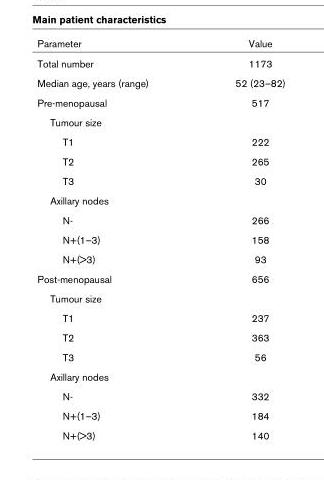 Main patient characteristics
Parameter Value
Total number 1173
Median age, years (range) 52 (23–82)
Pre-menopausal 517
Tumour size
T1 222
T2 265
T3 30
Axillary nodes
N- 266
N+(1–3) 158
N+(>3) 93
Post-menopausal 656
Tumour size
T1 237
T2 363
T3 56
Axillary nodes
N- 332
N+(1–3) 184
N+(>3) 140